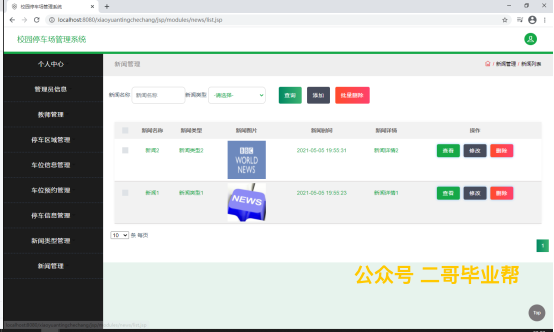 校园停车场管理系统
localhost:8080/xiaoyuantingchechang/jsp/modules/news/list.jsp
校园停车场管理系统
个人中心
管理员信息
教师管理
停车区域管理
车位信息管理
车位预约管理
停车信息管理
新闻类型管理
新闻管理
新闻管理
/ 新闻管理 / 新闻列表
新闻名称 新闻名称 新闻类型 -请选择- 查询 添加 批量删除
新闻名称 新闻类型 新闻图片 新闻时间 新闻详情 操作
新闻2 新闻类型2 BBC WORLD NEWS 2021-05-05 19:55:31 新闻详情2 查看 修改 删除
新闻1 新闻类型1 NEWS 2021-05-05 19:55:23 新闻详情1 查看 修改 删除
10 条 每页
1
公众号 二哥毕业帮
Top